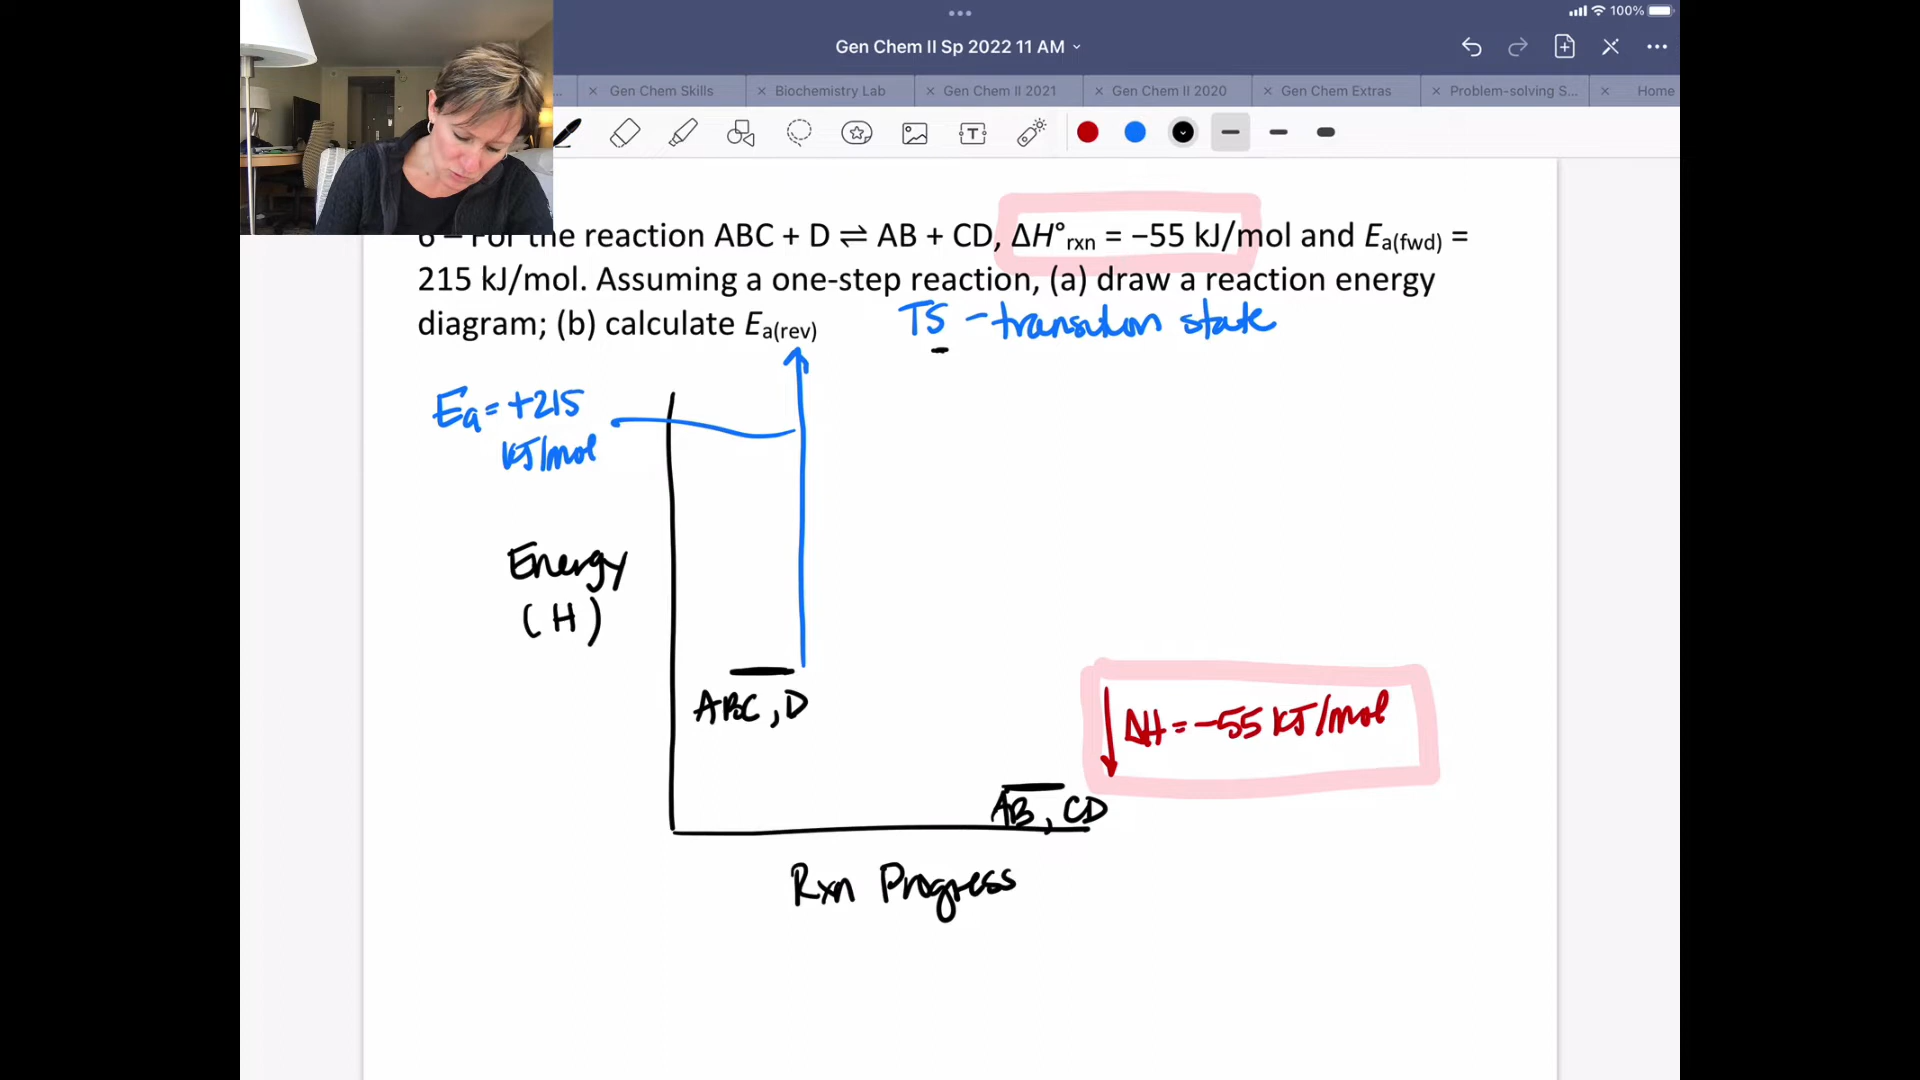 100%
Gen Chem II Sp 2022 11 AM
... Gen Chem Skills Biochemistry Lab Gen Chem II 2021 Gen Chem II 2020 Gen Chem Extras Problem-solving S... Home
6 – For the reaction ABC + D ⇌ AB + CD, ΔH°rxn = −55 kJ/mol and Ea(fwd) =
215 kJ/mol. Assuming a one-step reaction, (a) draw a reaction energy
diagram; (b) calculate Ea(rev)
TS – transition state
Ea = +215
kJ/mol
Energy
(H)
ABC, D
ΔH = -55 kJ/mol
AB, CD
Rxn Progress